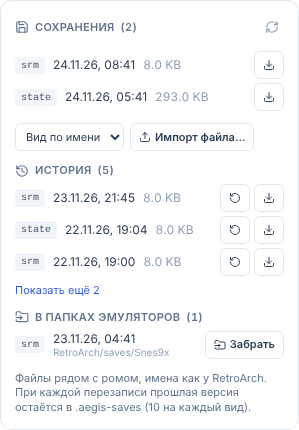 СОХРАНЕНИЯ (2)
srm 24.11.26, 08:41 8.0 KB
state 24.11.26, 05:41 293.0 KB
Вид по имени Импорт файла...
ИСТОРИЯ (5)
srm 23.11.26, 21:45 8.0 KB
state 22.11.26, 19:04 8.0 KB
srm 22.11.26, 19:00 8.0 KB
Показать ещё 2
В ПАПКАХ ЭМУЛЯТОРОВ (1)
srm 23.11.26, 04:41 Забрать
RetroArch/saves/Snes9x
Файлы рядом с ромом, имена как у RetroArch.
При каждой перезаписи прошлая версия
остаётся в .aegis-saves (10 на каждый вид).